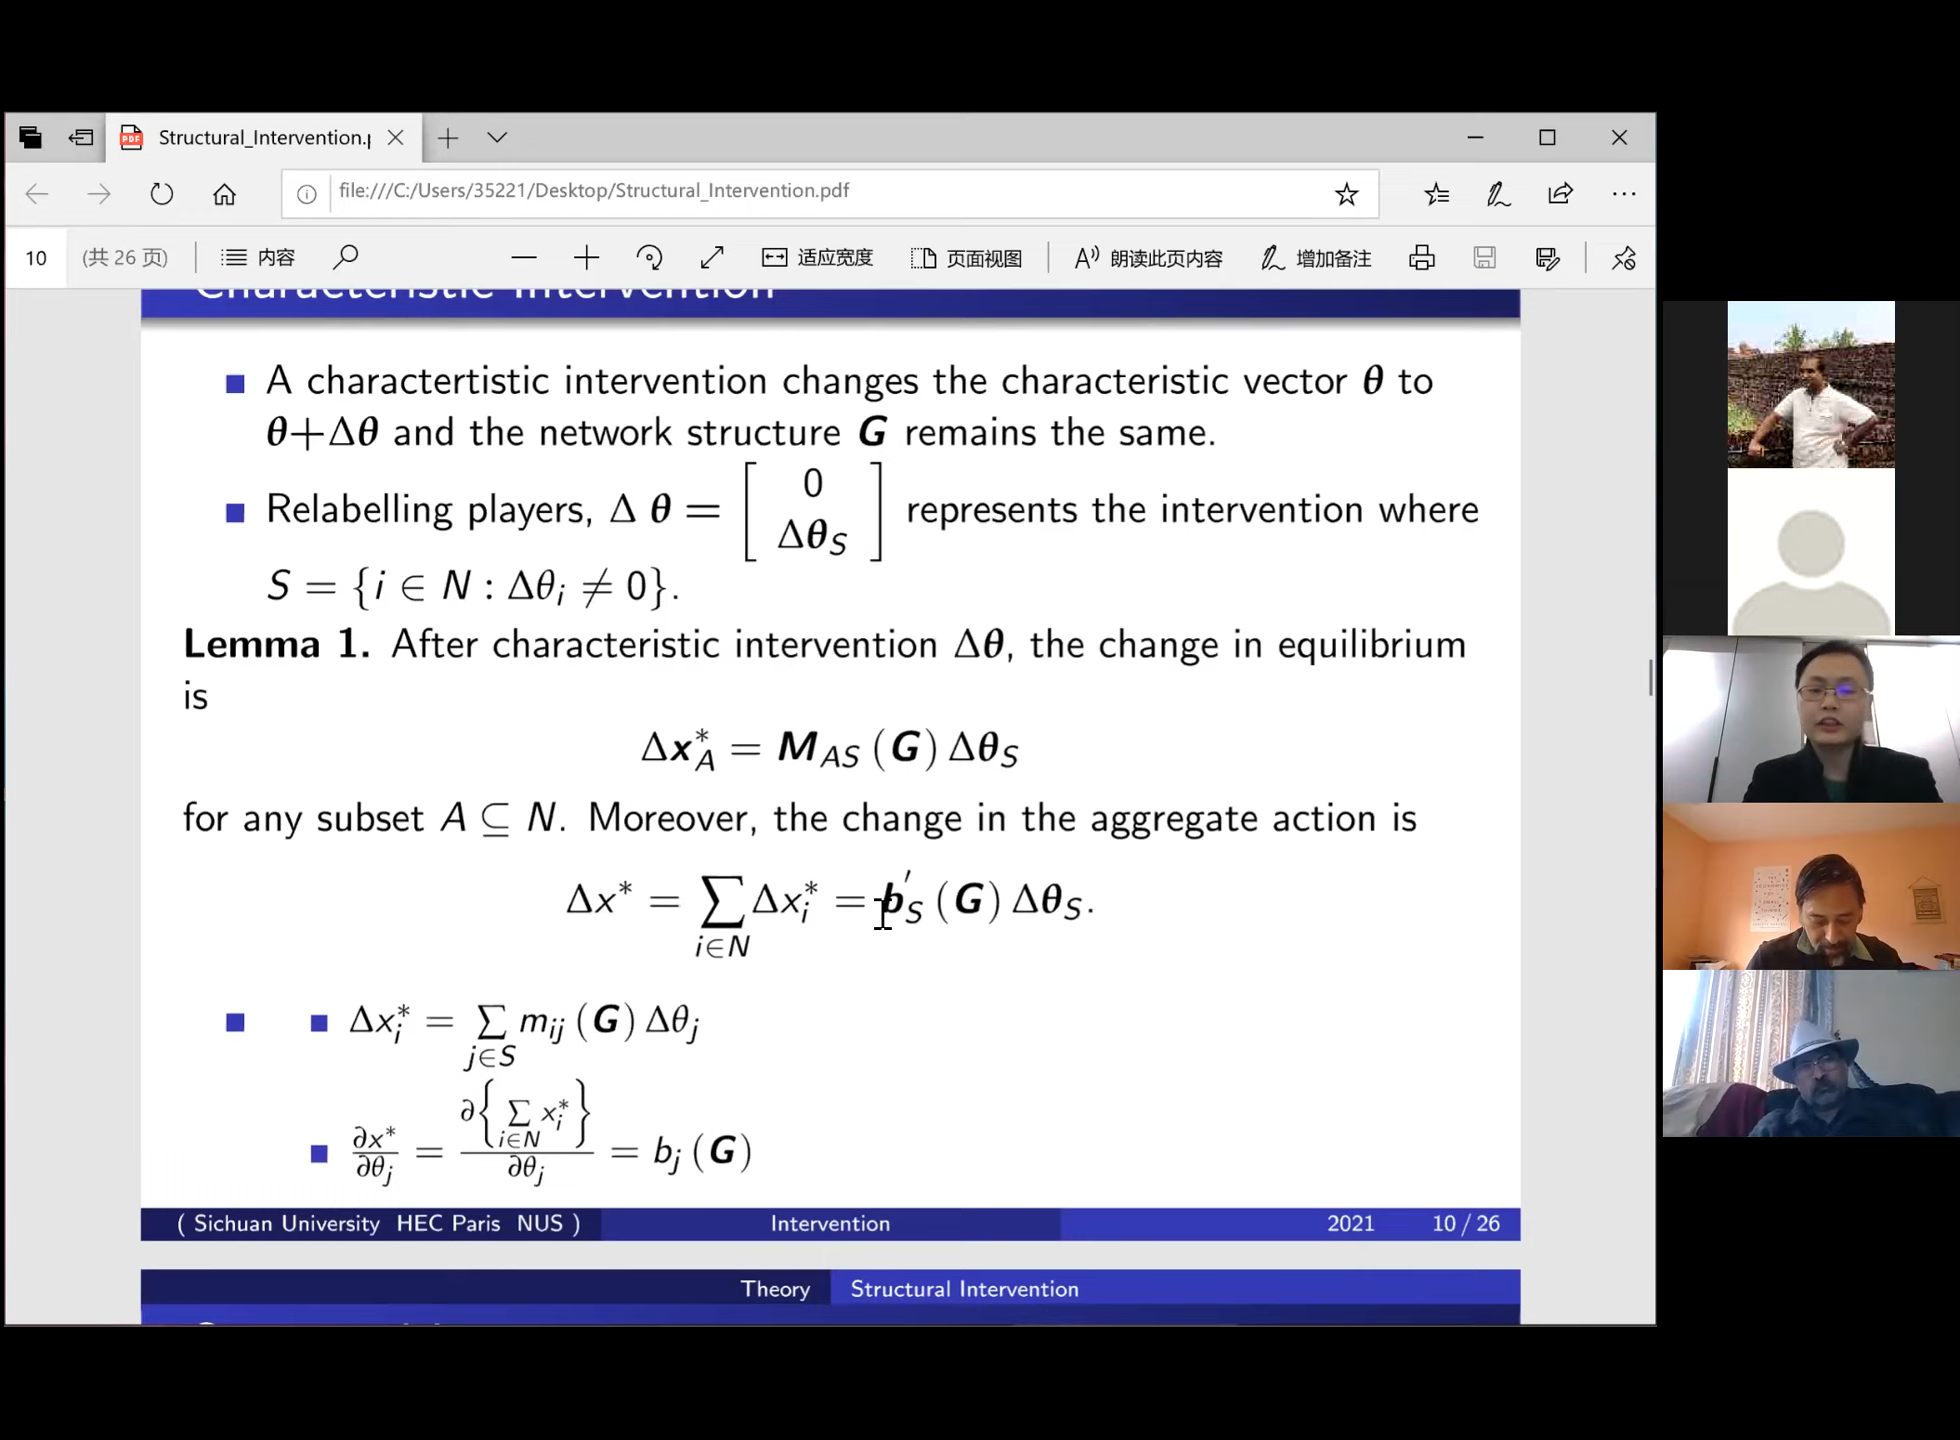 Structural_Intervention.p
file:///C:/Users/35221/Desktop/Structural_Intervention.pdf
10 (共 26 页) 内容 适应宽度 页面视图 朗读此页内容 增加备注
Characteristic Intervention
A charactertistic intervention changes the characteristic vector θ to
θ+Δθ and the network structure G remains the same.
Relabelling players, Δ θ = [ 0 Δθ_S ] represents the intervention where
S = {i ∈ N : Δθ_i ≠ 0}.
Lemma 1. After characteristic intervention Δθ, the change in equilibrium
is
Δx*_A = M_AS (G) Δθ_S
for any subset A ⊆ N. Moreover, the change in the aggregate action is
Δx* = ∑_{i∈N} Δx*_i = b'_S (G) Δθ_S.
Δx*_i = ∑_{j∈S} m_ij (G) Δθ_j
∂x*/∂θ_j = ∂{∑_{i∈N} x*_i}/∂θ_j = b_j (G)
( Sichuan University HEC Paris NUS ) Intervention 2021 10 / 26
Theory Structural Intervention